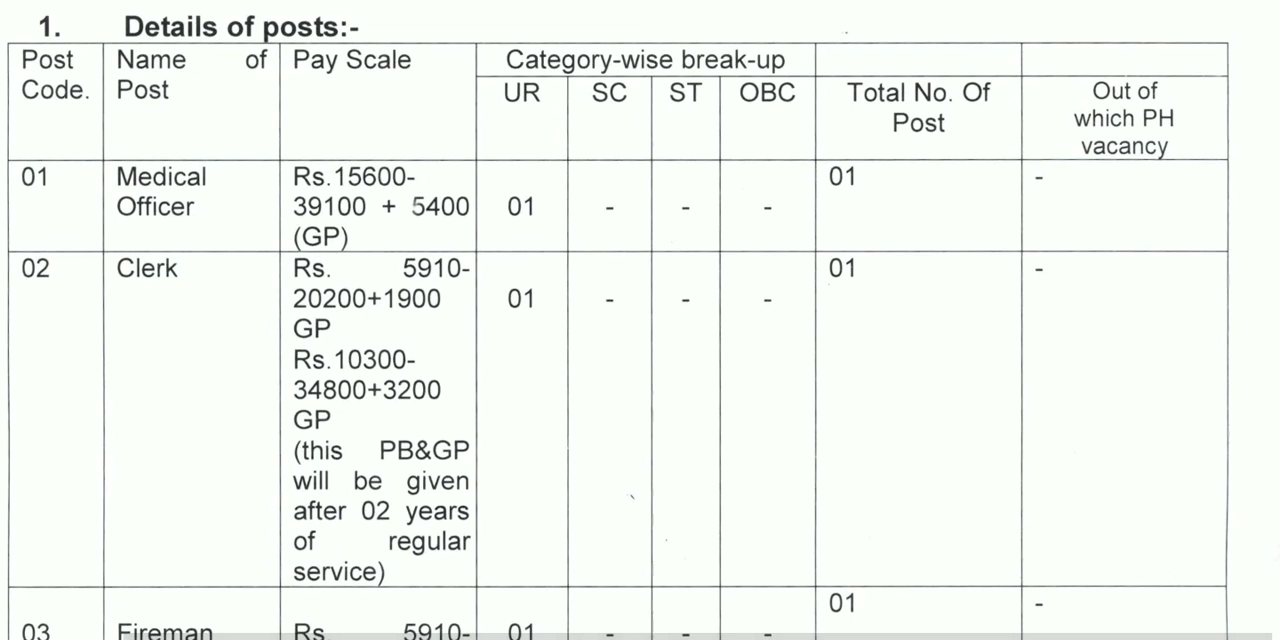 1. Details of posts:-
Post Code. Name of Post Pay Scale Category-wise break-up
UR SC ST OBC Total No. Of Post Out of which PH vacancy
01 Medical Officer Rs.15600-
39100 + 5400
(GP) 01 - - - 01 -
02 Clerk Rs. 5910-
20200+1900
GP
Rs.10300-
34800+3200
GP
(this PB&GP
will be given
after 02 years
of regular
service) 01 - - - 01 -
03 Fireman Rs. 5910- 01 - - - 01 -